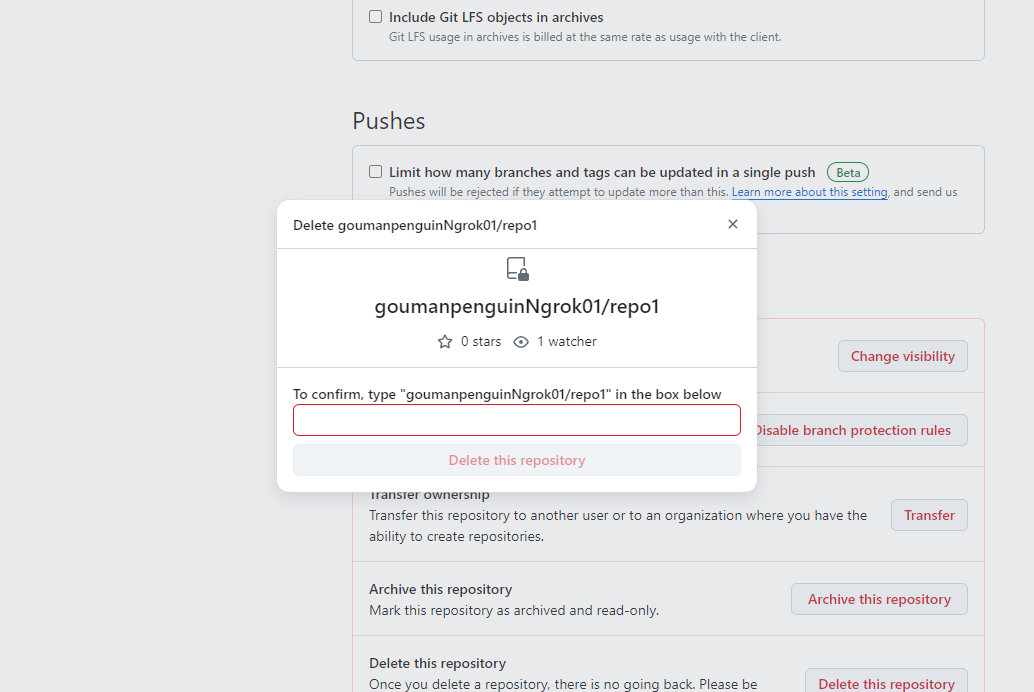 Include Git LFS objects in archives
Git LFS usage in archives is billed at the same rate as usage with the client.
Pushes
Limit how many branches and tags can be updated in a single push Beta
Pushes will be rejected if they attempt to update more than this. Learn more about this setting, and send us
Delete goumanpenguinNgrok01/repo1
goumanpenguinNgrok01/repo1
0 stars 1 watcher
To confirm, type "goumanpenguinNgrok01/repo1" in the box below
Delete this repository
Change visibility
Disable branch protection rules
Transfer ownership
Transfer this repository to another user or to an organization where you have the
ability to create repositories.
Transfer
Archive this repository
Mark this repository as archived and read-only.
Archive this repository
Delete this repository
Once you delete a repository, there is no going back. Please be
Delete this repository